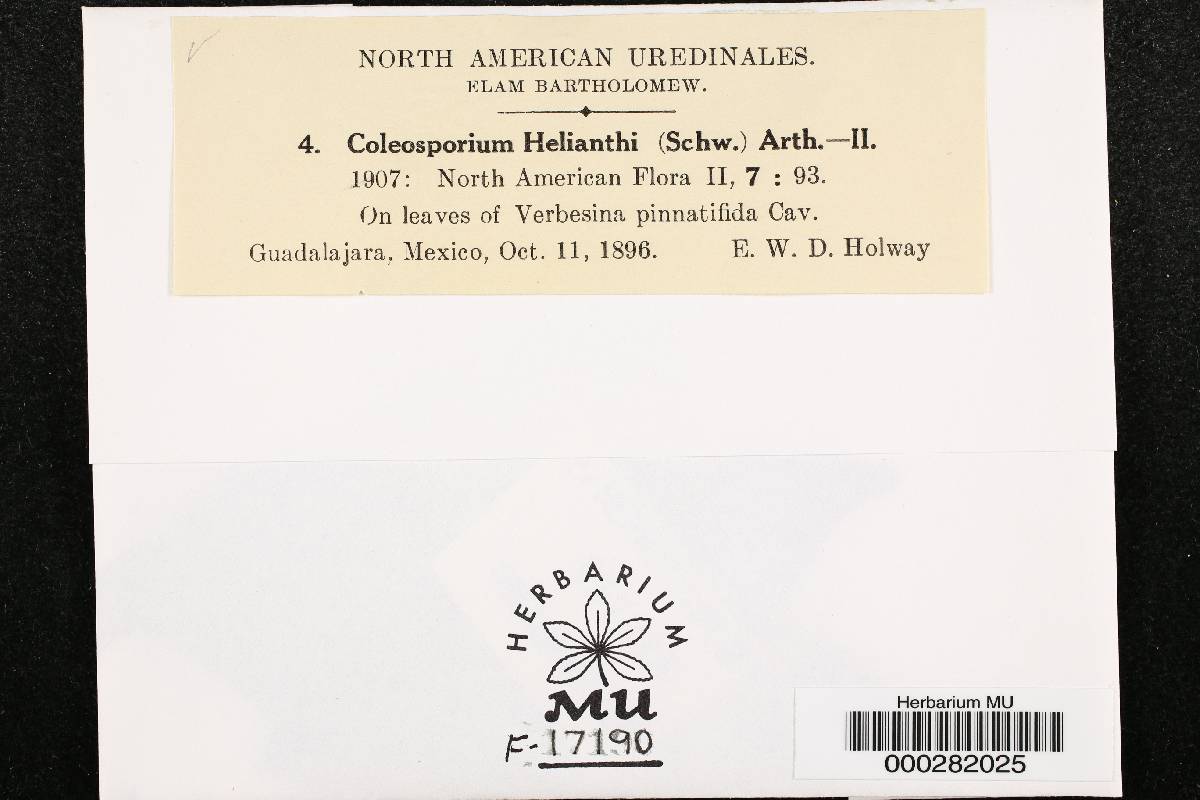 NORTH AMERICAN UREDINALES.
ELAM BARTHOLOMEW.
4. Coleosporium Helianthi (Schw.) Arth.—II.
1907: North American Flora II, 7 : 93.
On leaves of Verbesina pinnatifida Cav.
Guadalajara, Mexico, Oct. 11, 1896. E. W. D. Holway
HERBARIUM
MU
F-17190
Herbarium MU
000282025